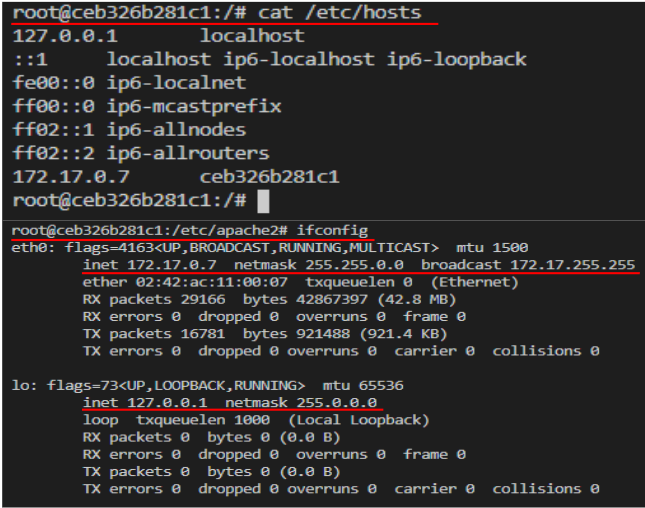 root@ceb326b281c1:/# cat /etc/hosts
127.0.0.1 localhost
::1 localhost ip6-localhost ip6-loopback
fe00::0 ip6-localnet
ff00::0 ip6-mcastprefix
ff02::1 ip6-allnodes
ff02::2 ip6-allrouters
172.17.0.7 ceb326b281c1
root@ceb326b281c1:/#
root@ceb326b281c1:/etc/apache2# ifconfig
eth0: flags=4163<UP,BROADCAST,RUNNING,MULTICAST> mtu 1500
inet 172.17.0.7 netmask 255.255.0.0 broadcast 172.17.255.255
ether 02:42:ac:11:00:07 txqueuelen 0 (Ethernet)
RX packets 29166 bytes 42867397 (42.8 MB)
RX errors 0 dropped 0 overruns 0 frame 0
TX packets 16781 bytes 921488 (921.4 KB)
TX errors 0 dropped 0 overruns 0 carrier 0 collisions 0
lo: flags=73<UP,LOOPBACK,RUNNING> mtu 65536
inet 127.0.0.1 netmask 255.0.0.0
loop txqueuelen 1000 (Local Loopback)
RX packets 0 bytes 0 (0.0 B)
RX errors 0 dropped 0 overruns 0 frame 0
TX packets 0 bytes 0 (0.0 B)
TX errors 0 dropped 0 overruns 0 carrier 0 collisions 0